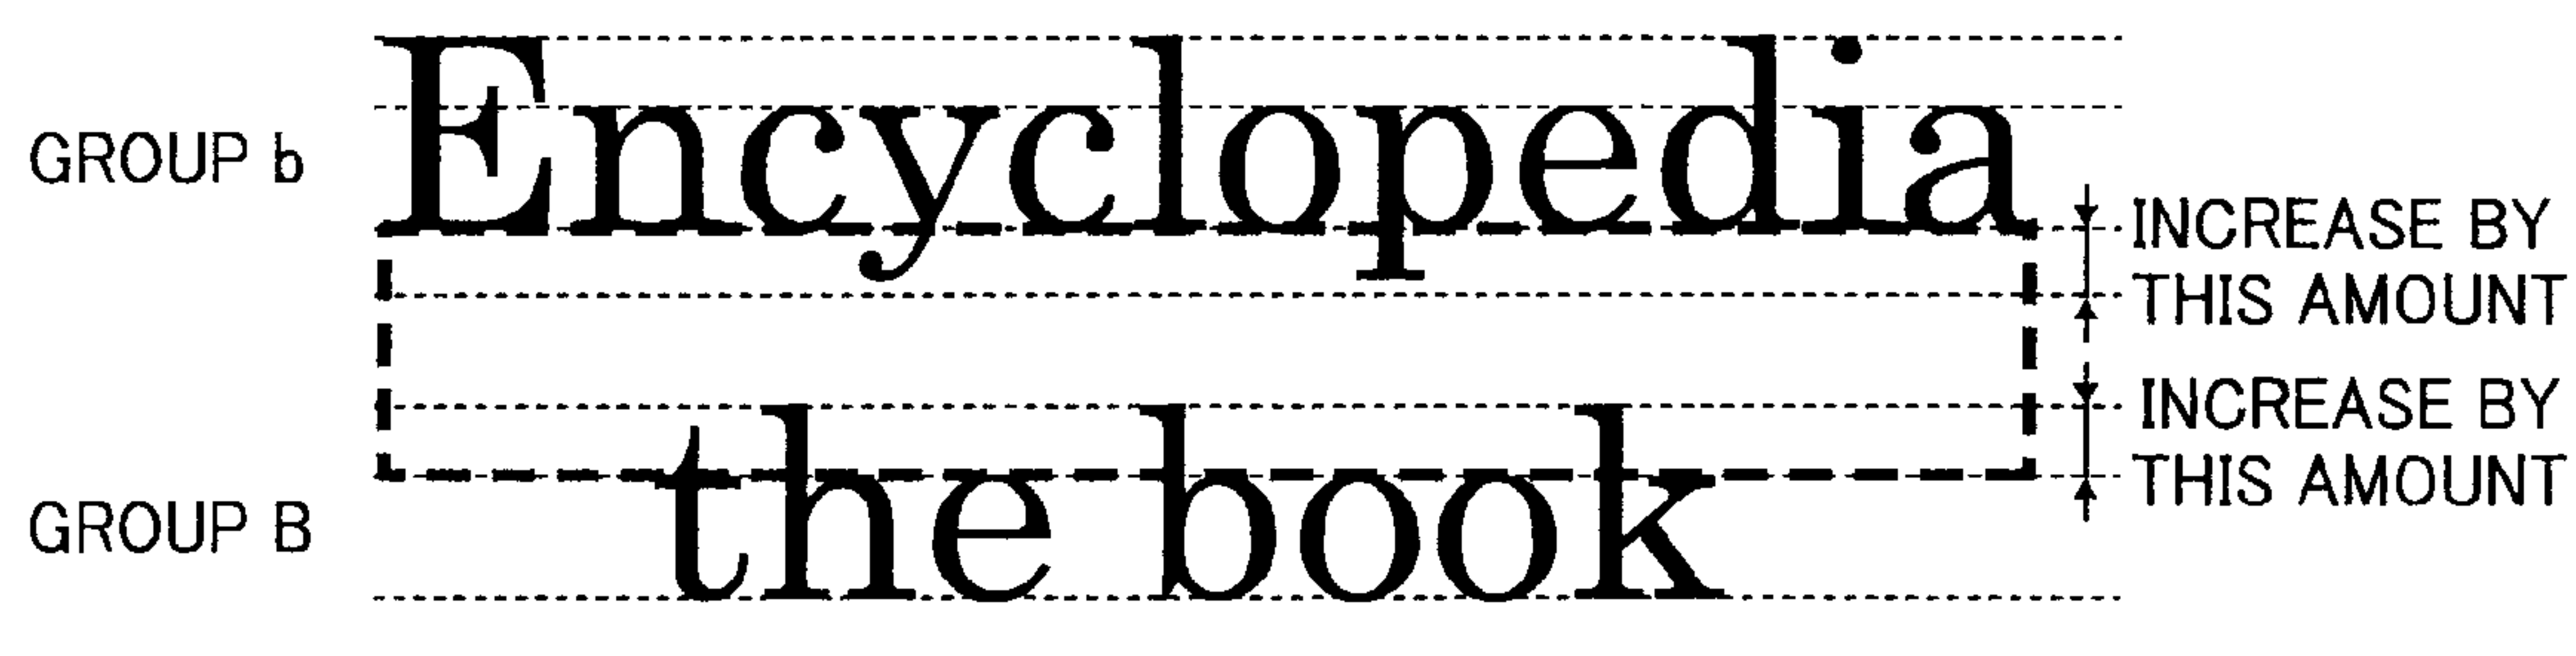 GROUP b Encyclopedia
INCREASE BY
THIS AMOUNT
INCREASE BY
THIS AMOUNT
GROUP B the book